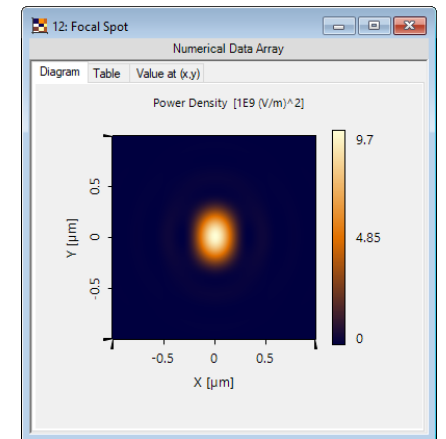 12: Focal Spot
Numerical Data Array
Diagram Table Value at (x,y)
Power Density [1E9 (V/m)^2]
9.7
4.85
0
0.5
0
-0.5
Y [µm]
-0.5 0 0.5
X [µm]